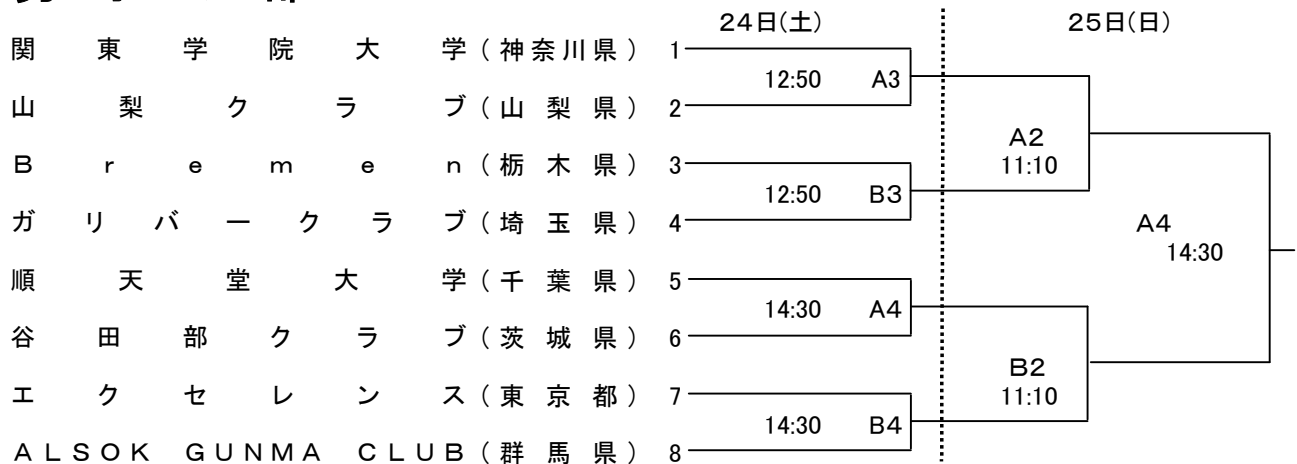 24日(土) 25日(日)
関東学院大学(神奈川県) 1
12:50 A3
山梨クラブ(山梨県) 2
A2
11:10
Bremen(栃木県) 3
12:50 B3
ガリバークラブ(埼玉県) 4
A4
14:30
順天堂大学(千葉県) 5
14:30 A4
谷田部クラブ(茨城県) 6
B2
11:10
エクセレンス(東京都) 7
14:30 B4
ALSOK GUNMA CLUB(群馬県) 8